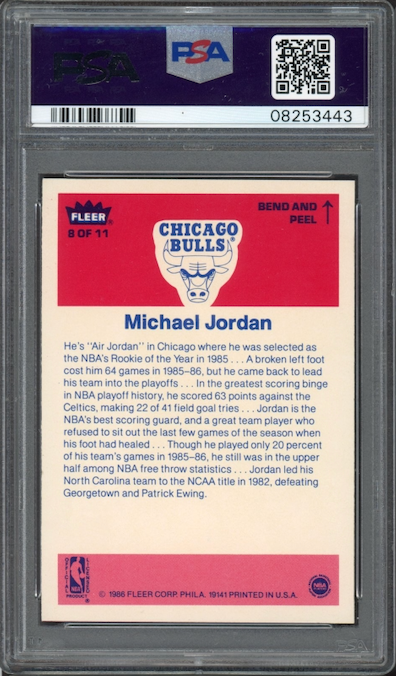 PSA PSA
08253443
FLEER®
8 OF 11
BEND AND
PEEL ↑
CHICAGO
BULLS®
Michael Jordan
He's "Air Jordan" in Chicago where he was selected as
the NBA's Rookie of the Year in 1985 . . . A broken left foot
cost him 64 games in 1985–86, but he came back to lead
his team into the playoffs . . . In the greatest scoring binge
in NBA playoff history, he scored 63 points against the
Celtics, making 22 of 41 field goal tries . . . Jordan is the
NBA's best scoring guard, and a great team player who
refused to sit out the last few games of the season when
his foot had healed . . . Though he played only 20 percent
of his team's games in 1985–86, he still was in the upper
half among NBA free throw statistics . . . Jordan led his
North Carolina team to the NCAA title in 1982, defeating
Georgetown and Patrick Ewing.
OFFICIAL NBA LICENSED
PRODUCT
© 1986 FLEER CORP. PHILA. 19141 PRINTED IN U.S.A.
NBA